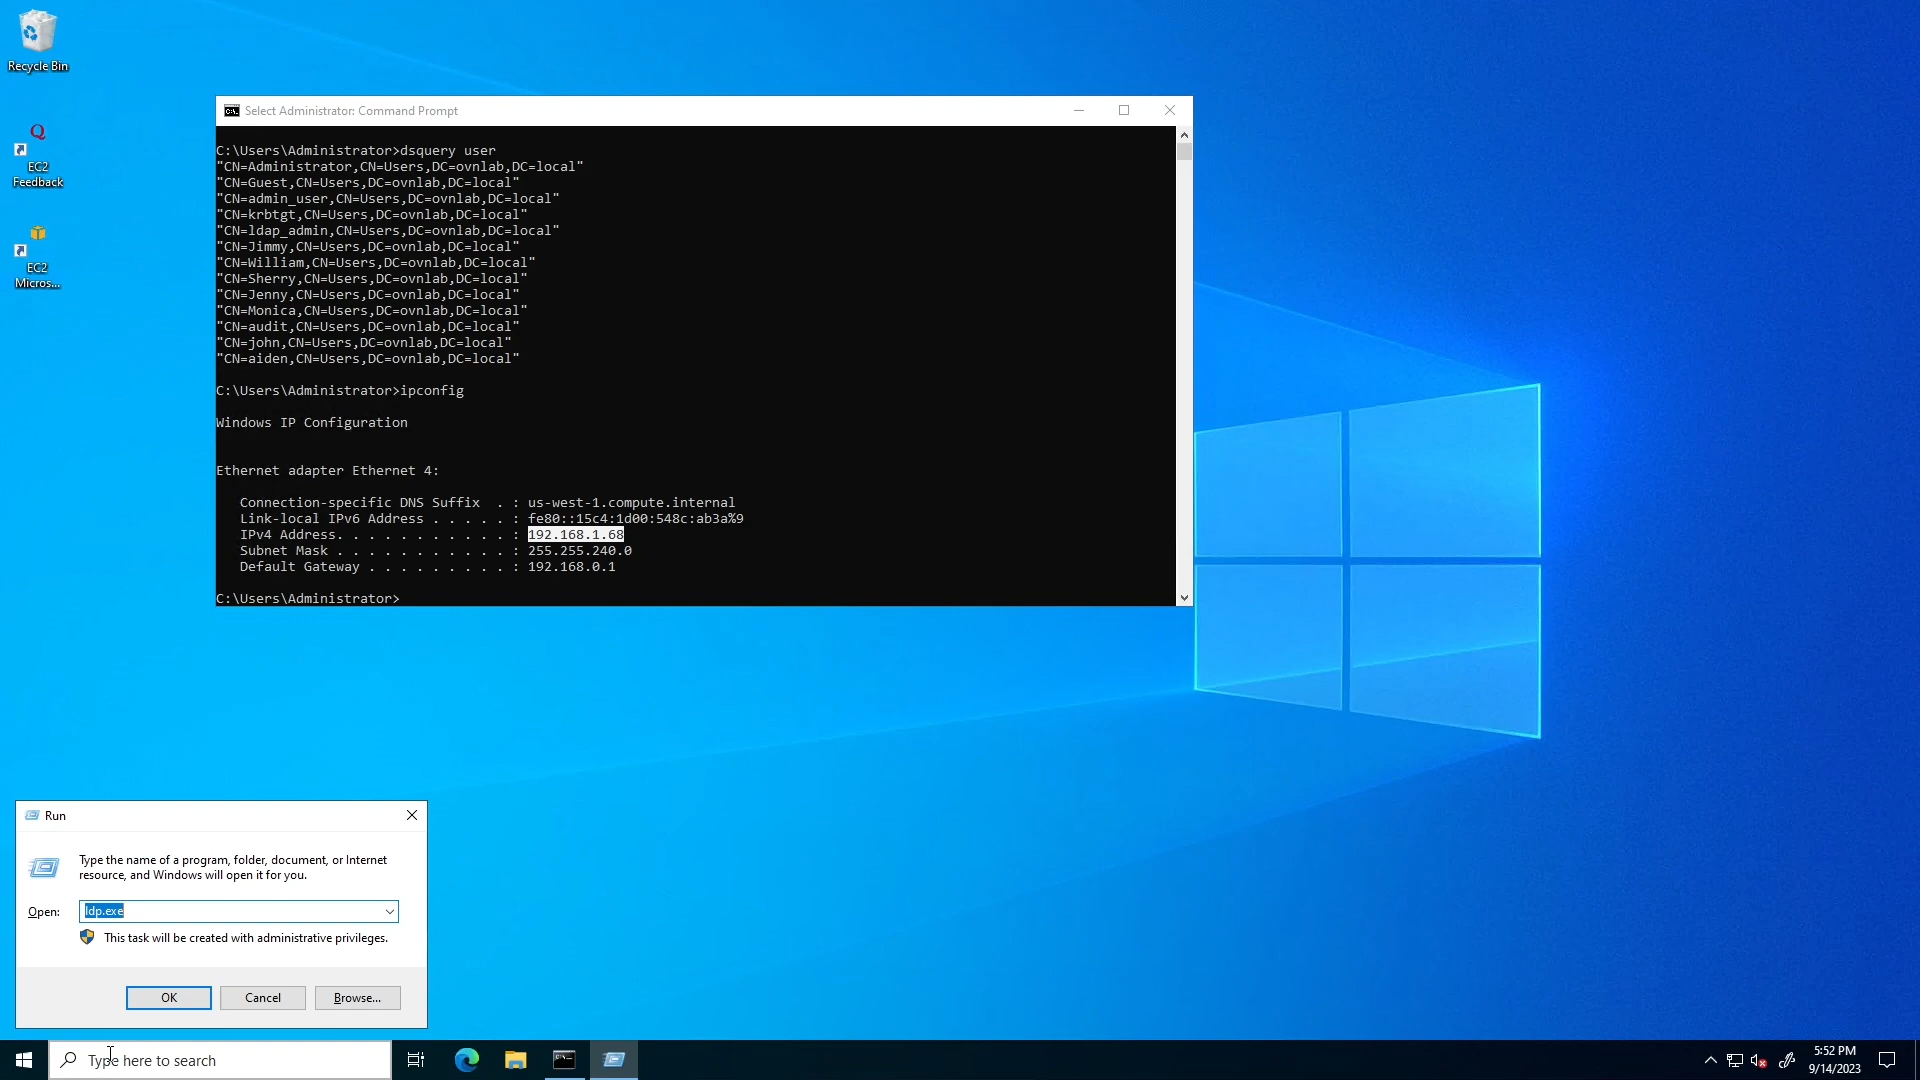 Recycle Bin
EC2
Feedback
EC2
Micros...
Select Administrator: Command Prompt
C:\Users\Administrator>dsquery user
"CN=Administrator,CN=Users,DC=ovnlab,DC=local"
"CN=Guest,CN=Users,DC=ovnlab,DC=local"
"CN=admin_user,CN=Users,DC=ovnlab,DC=local"
"CN=krbtgt,CN=Users,DC=ovnlab,DC=local"
"CN=ldap_admin,CN=Users,DC=ovnlab,DC=local"
"CN=Jimmy,CN=Users,DC=ovnlab,DC=local"
"CN=William,CN=Users,DC=ovnlab,DC=local"
"CN=Sherry,CN=Users,DC=ovnlab,DC=local"
"CN=Jenny,CN=Users,DC=ovnlab,DC=local"
"CN=Monica,CN=Users,DC=ovnlab,DC=local"
"CN=audit,CN=Users,DC=ovnlab,DC=local"
"CN=john,CN=Users,DC=ovnlab,DC=local"
"CN=aiden,CN=Users,DC=ovnlab,DC=local"
C:\Users\Administrator>ipconfig
Windows IP Configuration
Ethernet adapter Ethernet 4:
Connection-specific DNS Suffix  . : us-west-1.compute.internal
Link-local IPv6 Address . . . . . : fe80::15c4:1d00:548c:ab3a%9
IPv4 Address. . . . . . . . . . . : 192.168.1.68
Subnet Mask . . . . . . . . . . . : 255.255.240.0
Default Gateway . . . . . . . . . : 192.168.0.1
C:\Users\Administrator>
Run
Type the name of a program, folder, document, or Internet
resource, and Windows will open it for you.
Open: ldp.exe
This task will be created with administrative privileges.
OK Cancel Browse...
Type here to search
5:52 PM
9/14/2023